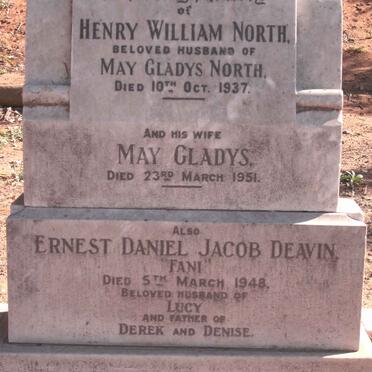 of
HENRY WILLIAM NORTH,
BELOVED HUSBAND OF
MAY GLADYS NORTH,
DIED 10TH OCT. 1937.
AND HIS WIFE
MAY GLADYS,
DIED 23RD MARCH 1951.
ALSO
ERNEST DANIEL JACOB DEAVIN,
"FANI"
DIED 5TH MARCH 1948,
BELOVED HUSBAND OF
LUCY
AND FATHER OF
DEREK AND DENISE.